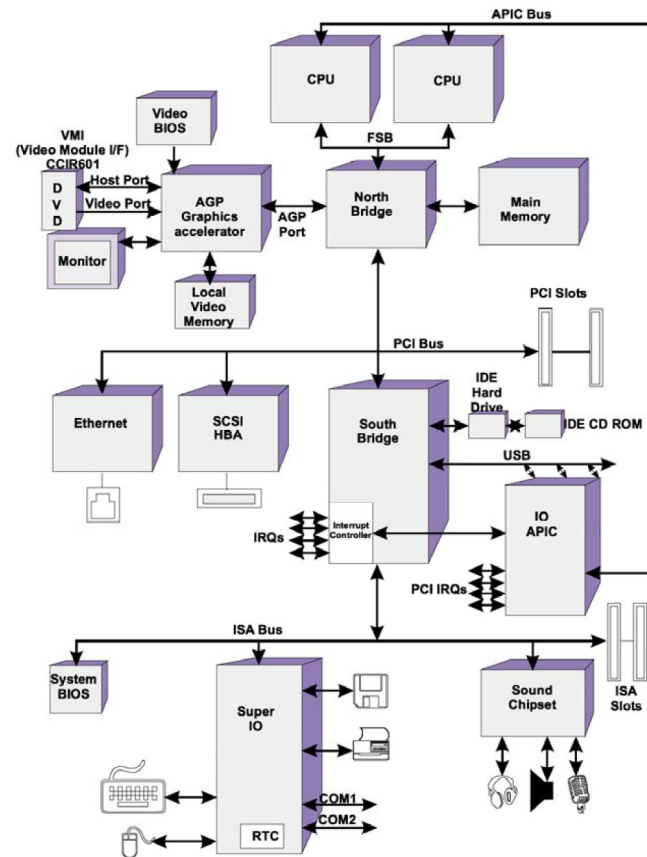 APIC Bus
CPU
CPU
FSB
Video
BIOS
VMI
(Video Module I/F)
CCIR601
Host Port
D
V
D
Video Port
AGP
Graphics
accelerator
AGP
Port
North
Bridge
Main
Memory
Monitor
Local
Video
Memory
PCI Slots
PCI Bus
Ethernet
SCSI
HBA
South
Bridge
IDE
Hard
Drive
IDE CD ROM
USB
IO
APIC
Interrupt
Controller
IRQs
PCI IRQs
ISA Bus
ISA
Slots
System
BIOS
Super
IO
Sound
Chipset
COM1
COM2
RTC